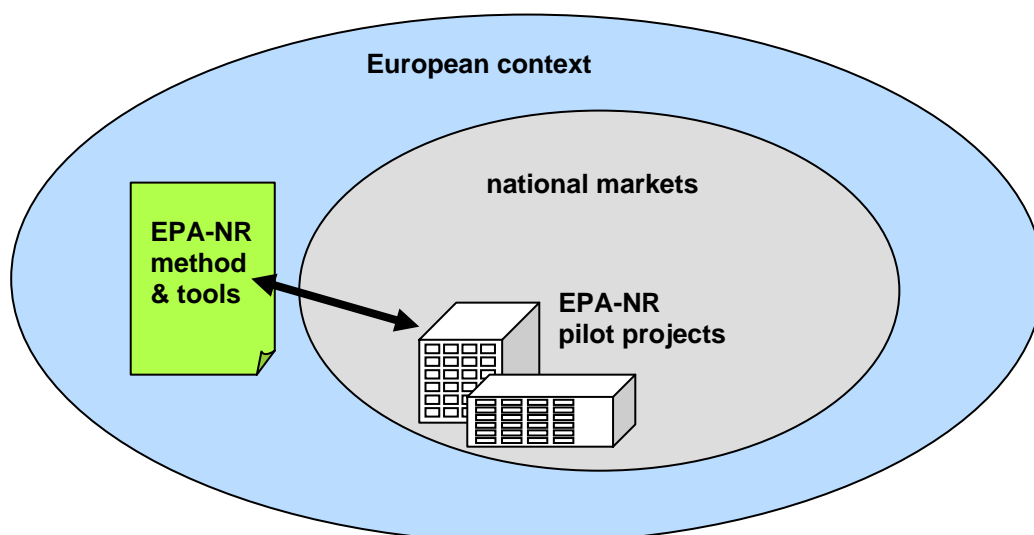 European context
national markets
EPA-NR
method
& tools
EPA-NR
pilot projects